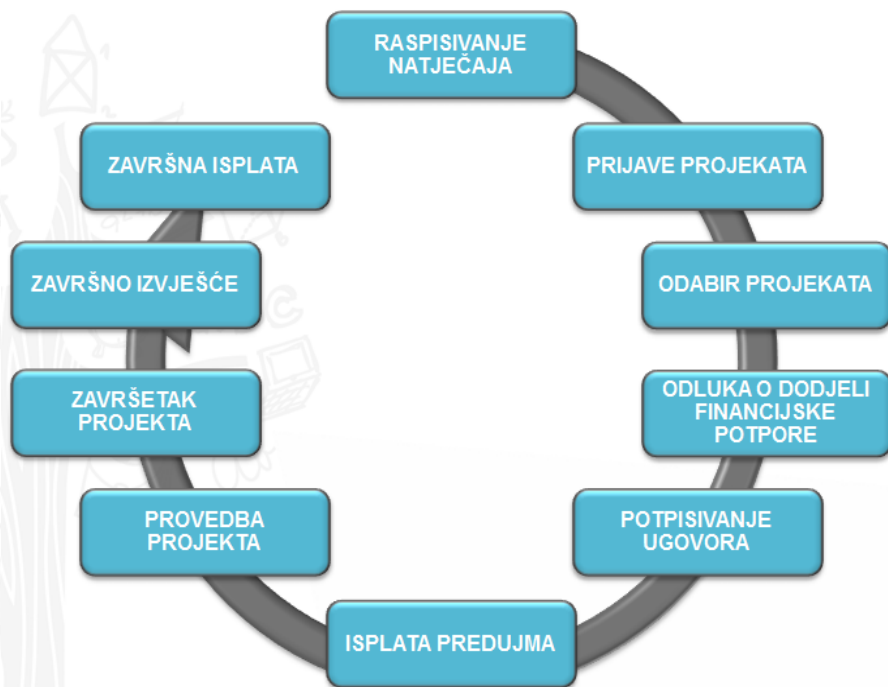 RASPISIVANJE
NATJEČAJA
PRIJAVE PROJEKATA
ODABIR PROJEKATA
ODLUKA O DODJELI
FINANCIJSKE
POTPORE
POTPISIVANJE
UGOVORA
ISPLATA PREDUJMA
PROVEDBA
PROJEKTA
ZAVRŠETAK
PROJEKTA
ZAVRŠNO IZVJEŠĆE
ZAVRŠNA ISPLATA